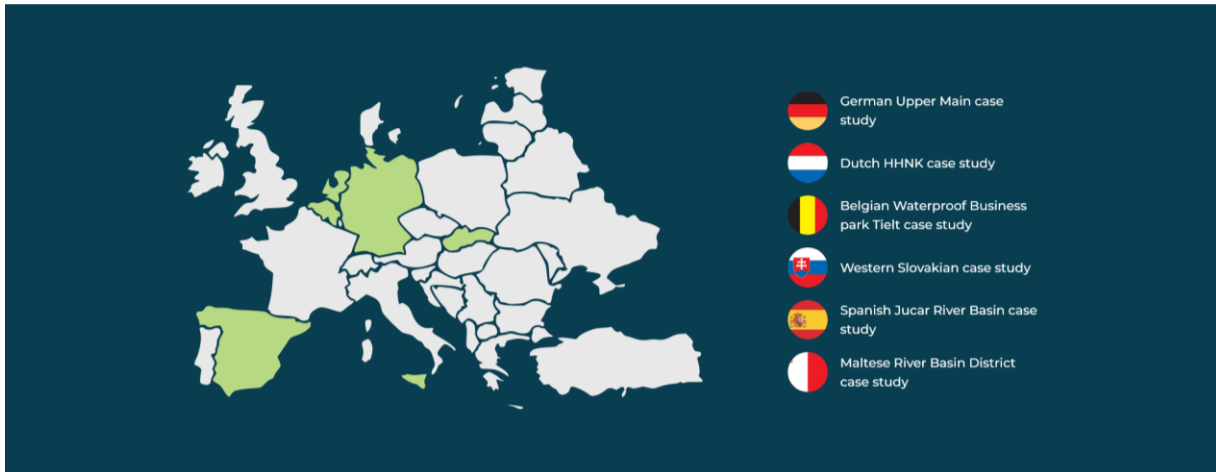 German Upper Main case
study
Dutch HHNK case study
Belgian Waterproof Business
park Tielt case study
Western Slovakian case study
Spanish Jucar River Basin case
study
Maltese River Basin District
case study